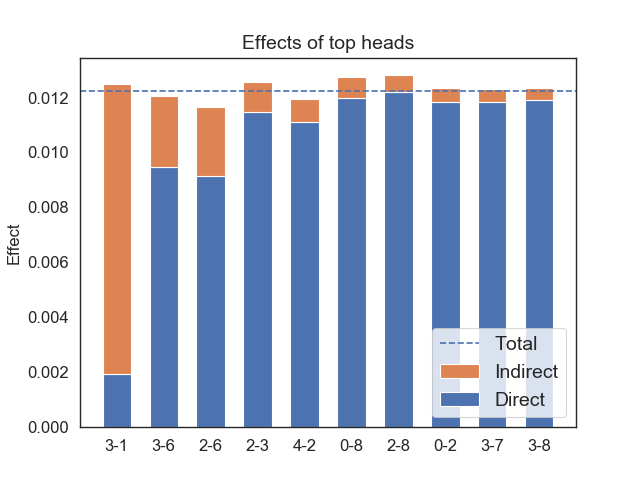 Effects of top heads
Effect
0.012
0.010
0.008
0.006
0.004
0.002
0.000
Total
Indirect
Direct
3-1 3-6 2-6 2-3 4-2 0-8 2-8 0-2 3-7 3-8